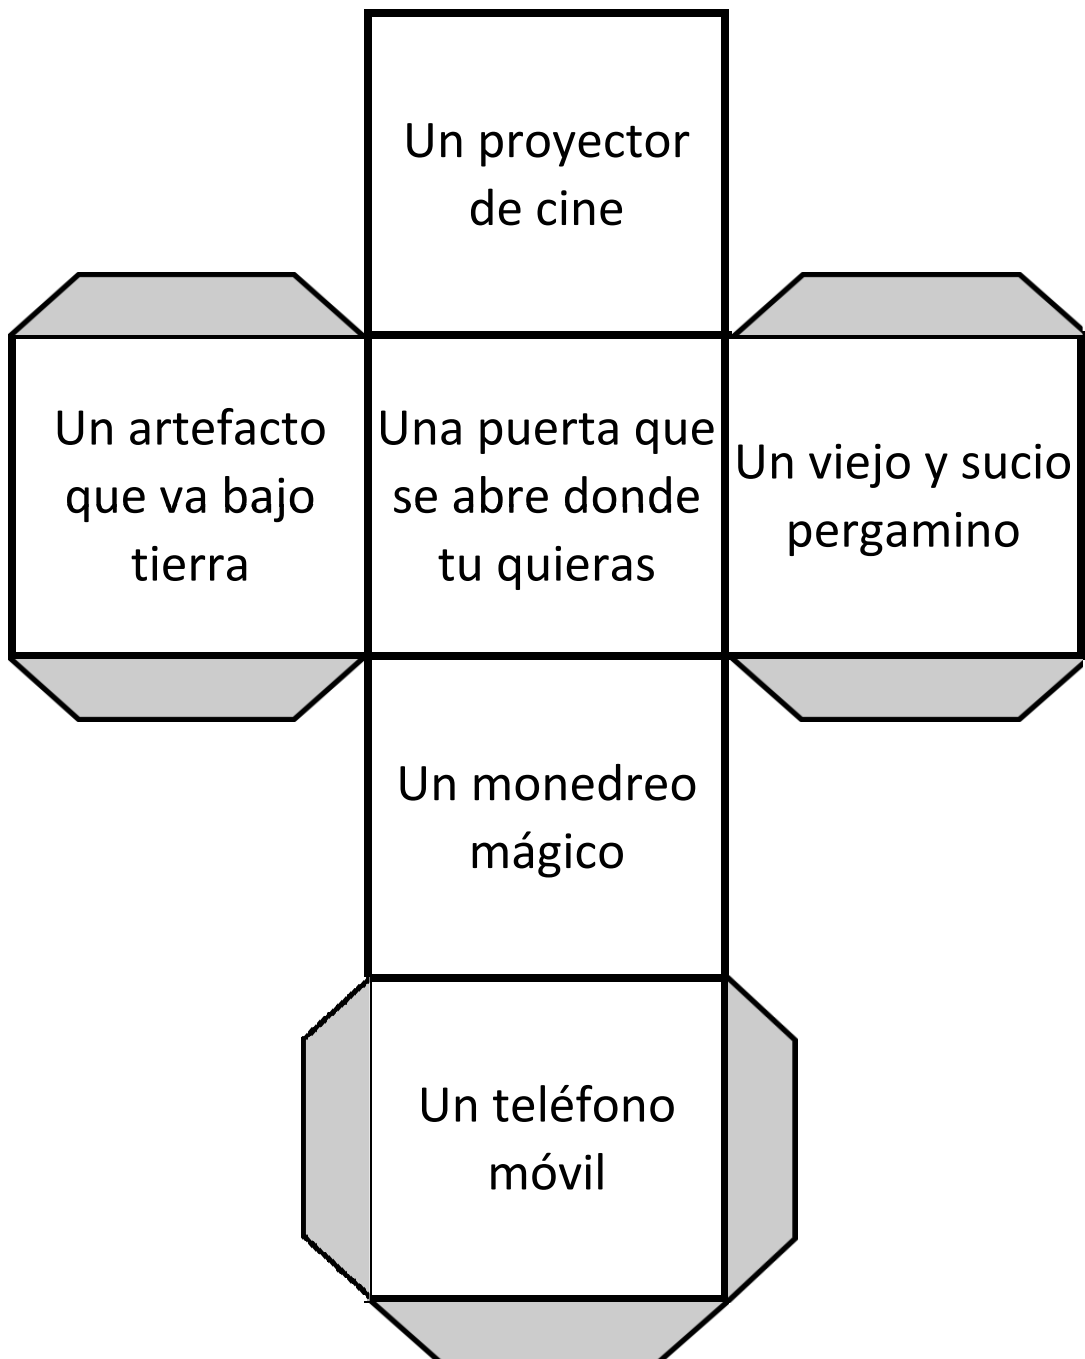 Un proyector
de cine
Un artefacto
que va bajo
tierra
Una puerta que
se abre donde
tu quieras
Un viejo y sucio
pergamino
Un monedreo
mágico
Un teléfono
móvil